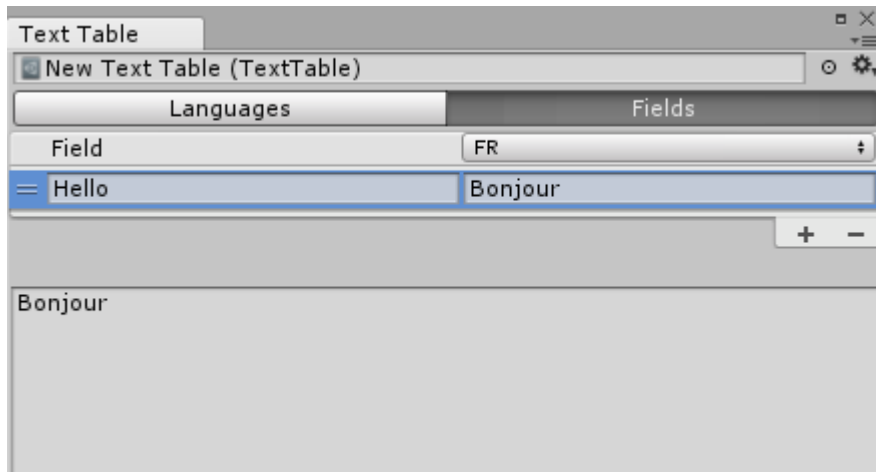 Text Table
New Text Table (TextTable)
Languages Fields
Field FR
Hello Bonjour
+ −
Bonjour